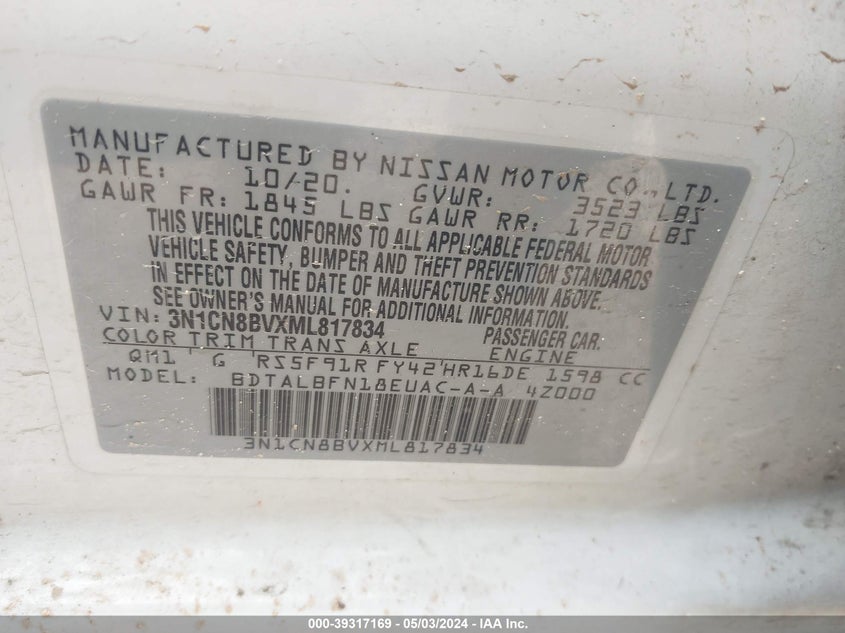 MANUFACTURED BY NISSAN MOTOR CO., LTD.
DATE: 10/20. GVWR: 3523 LBS
GAWR FR: 1845 LBS GAWR RR: 1720 LBS
THIS VEHICLE CONFORMS TO ALL APPLICABLE FEDERAL MOTOR
VEHICLE SAFETY, BUMPER AND THEFT PREVENTION STANDARDS
IN EFFECT ON THE DATE OF MANUFACTURE SHOWN ABOVE.
SEE OWNER'S MANUAL FOR ADDITIONAL INFORMATION.
VIN: 3N1CN8BVXML817834 PASSENGER CAR.
COLOR TRIM TRANS AXLE ENGINE
QM1 ' G 'RS5F91R FY42'HR16DE 1598 CC
MODEL: BDTALBFN18EUAC-A-A 4Z000
3N1CN8BVXML817834
000-39317169 - 05/03/2024 - IAA Inc.